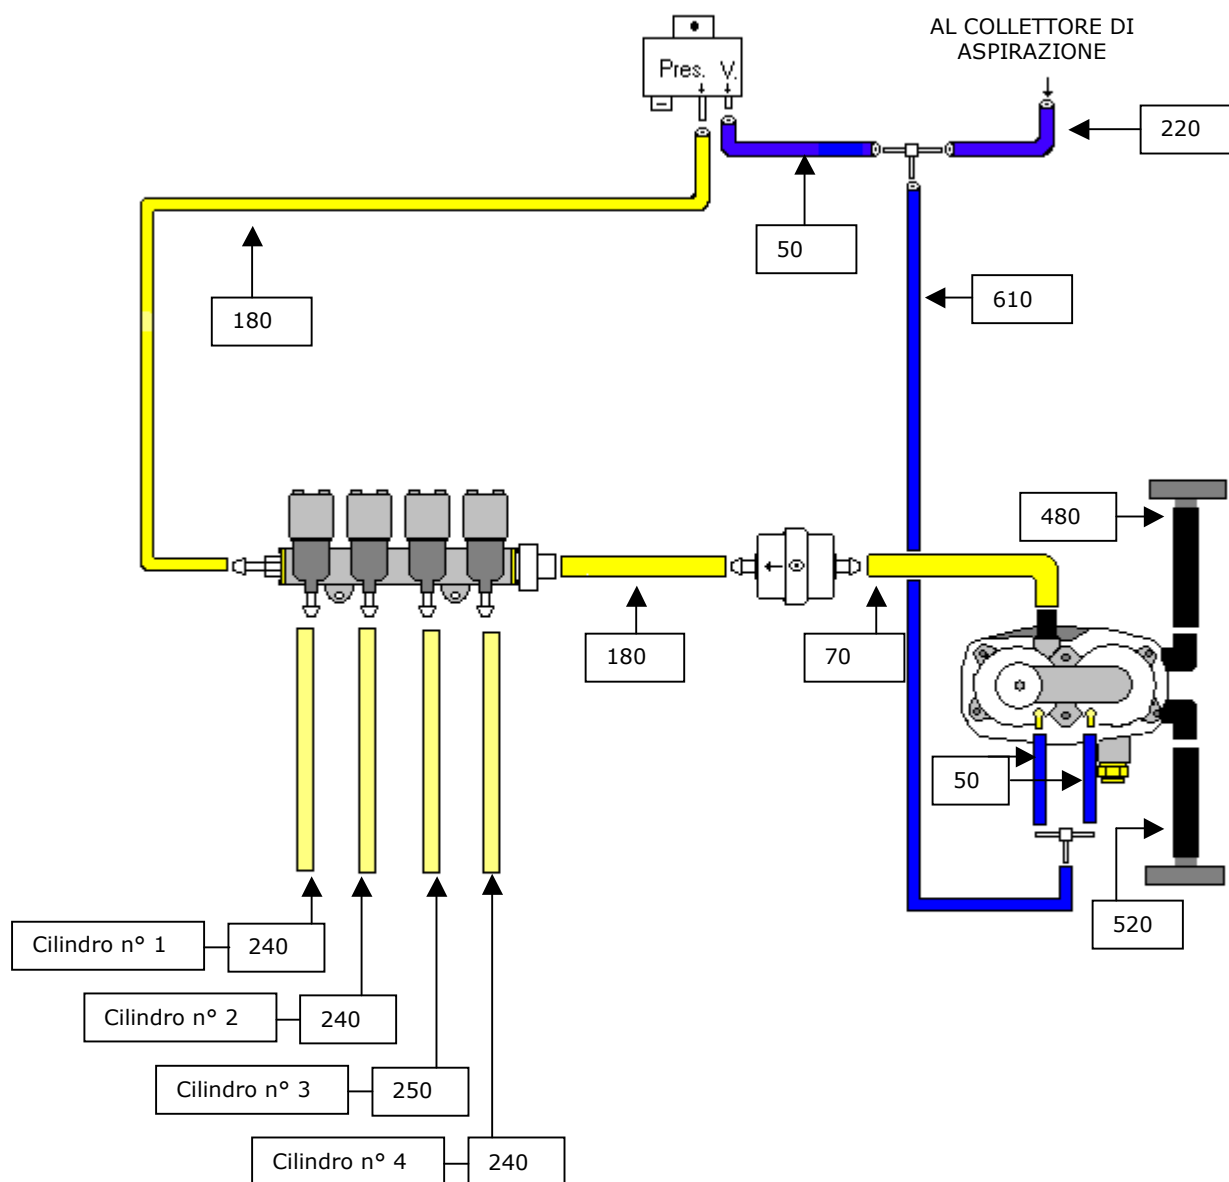 AL COLLETTORE DI
ASPIRAZIONE
Pres. V.
220
50
610
180
480
180
70
50
520
Cilindro n° 1
240
Cilindro n° 2
240
Cilindro n° 3
250
Cilindro n° 4
240